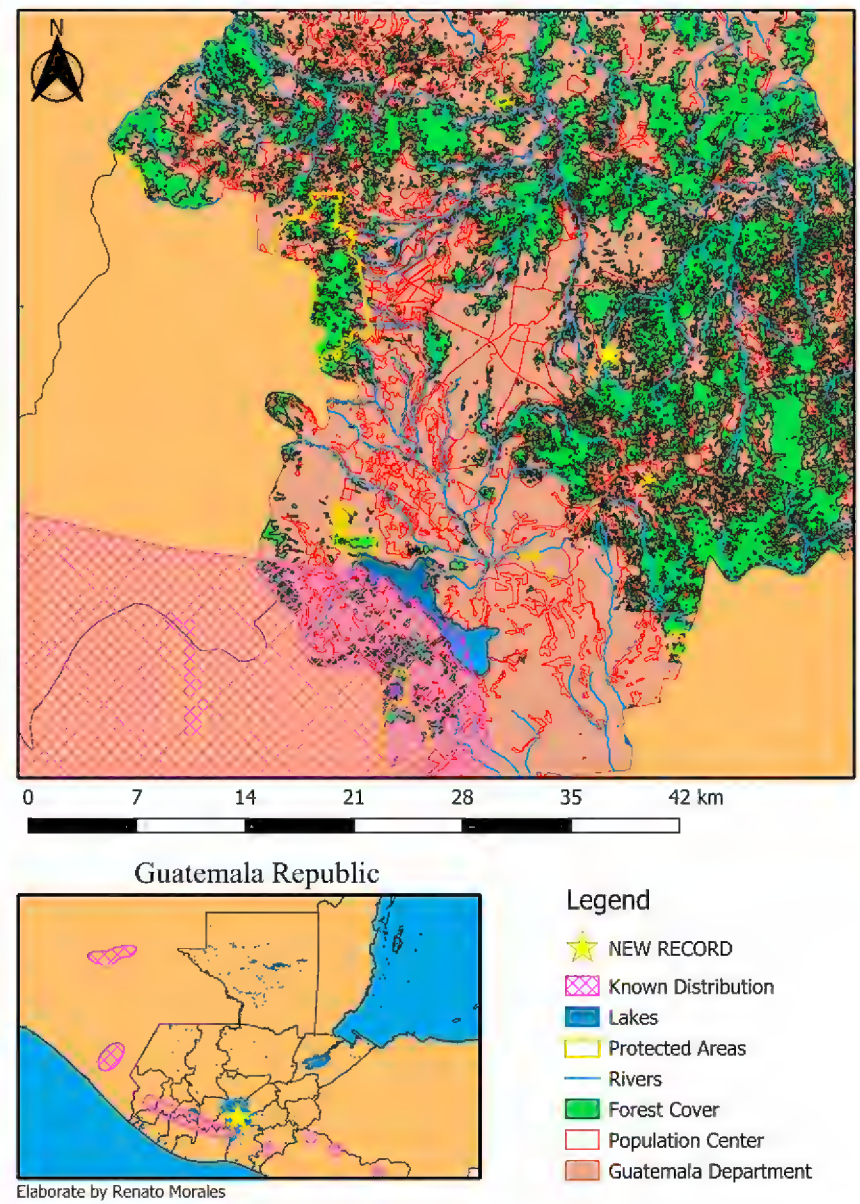 N
0 7 14 21 28 35 42 km
Guatemala Republic
Legend
NEW RECORD
Known Distribution
Lakes
Protected Areas
Rivers
Forest Cover
Population Center
Guatemala Department
Elaborate by Renato Morales